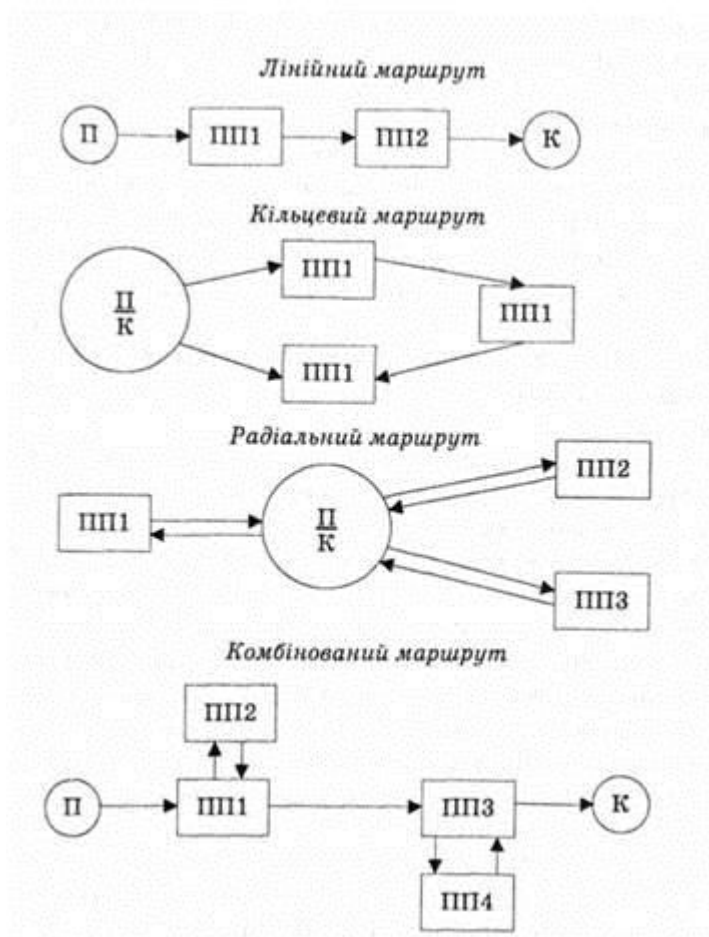 Лінійний маршрут
П ПП1 ПП2 К
Кільцевий маршрут
ПП1
П
К
ПП1
ПП1
Радіальний маршрут
ПП2
ПП1
П
К
ПП3
Комбінований маршрут
ПП2
П ПП1 ПП3 К
ПП4